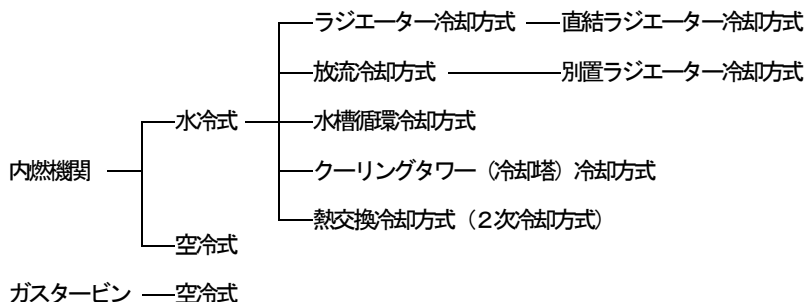 ラジエーター冷却方式 直結ラジエーター冷却方式
放流冷却方式 別置ラジエーター冷却方式
水冷式 水槽循環冷却方式
内燃機関 クーリングタワー（冷却塔）冷却方式
熱交換冷却方式（２次冷却方式）
空冷式
ガスタービン 空冷式